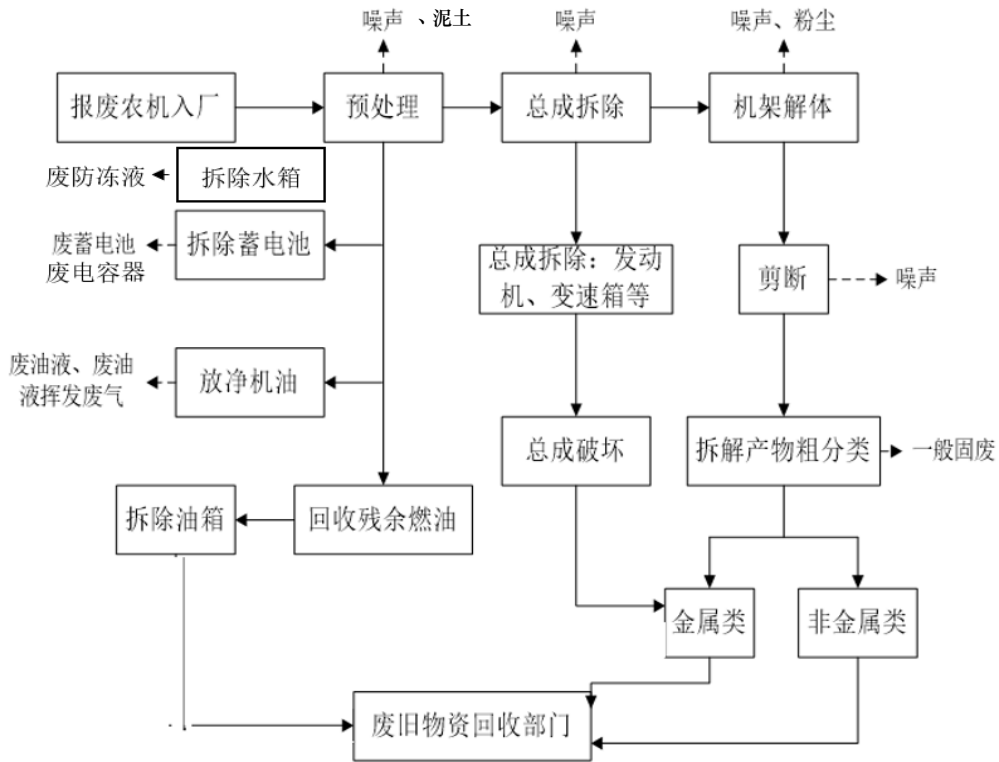 噪声、泥土
噪声
噪声、粉尘
报废农机入厂
预处理
总成拆除
机架解体
废防冻液
拆除水箱
废蓄电池
废电容器
拆除蓄电池
总成拆除：发动
机、变速箱等
剪断
噪声
废油液、废油
液挥发废气
放净机油
总成破坏
拆解产物粗分类
一般固废
拆除油箱
回收残余燃油
金属类
非金属类
废旧物资回收部门